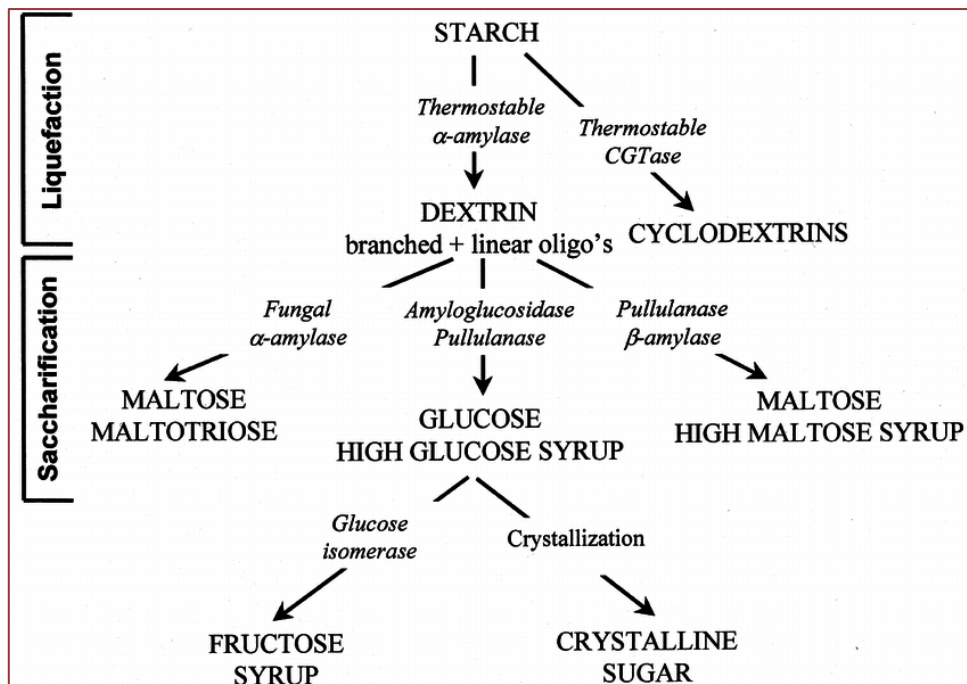 STARCH
Liquefaction
Thermostable
α-amylase
Thermostable
CGTase
DEXTRIN
branched + linear oligo's
CYCLODEXTRINS
Saccharification
Fungal
α-amylase
Amyloglucosidase
Pullulanase
Pullulanase
β-amylase
MALTOSE
MALTOTRIOSE
GLUCOSE
HIGH GLUCOSE SYRUP
MALTOSE
HIGH MALTOSE SYRUP
Glucose
isomerase
Crystallization
FRUCTOSE
SYRUP
CRYSTALLINE
SUGAR